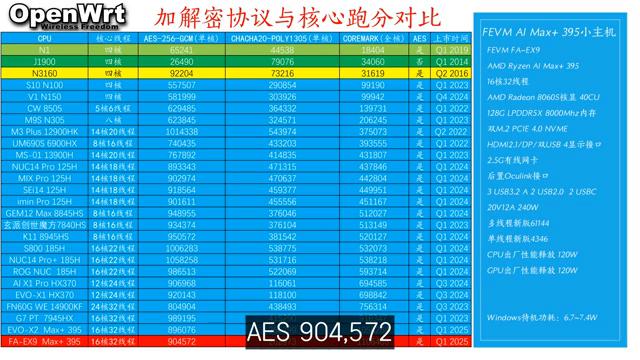 OpenWrt
Wireless Freedom
加解密协议与核心跑分对比
CPU 核心线程 AES-256-GCM(单核) CHACHA20-POLY1305(单核) COREMARK(全核) AES 上市时间
N1 四核 65241 44538 18404 是 Q1 2019
J1900 四核 26490 79076 34060 否 Q1 2014
N3160 四核 92204 73216 31619 是 Q2 2016
S10 N100 四核 557507 290854 99190 是 Q1 2023
V1 N150 四核 581999 303926 99942 是 Q1 2024
CW 8505 5核6线程 629485 364332 139731 是 Q1 2022
M9S N305 八核 623845 324571 206245 是 Q1 2023
M3 Plus 12900HK 14核20线程 1014338 543974 375073 是 Q2 2022
UM690S 6900HX 8核16线程 740435 433203 393555 是 Q1 2022
MS-01 13900H 14核20线程 767892 414835 431807 是 Q1 2023
NUC14 Pro 125H 14核18线程 893343 471315 437846 是 Q1 2024
MIX Pro 125H 14核18线程 902974 470637 442804 是 Q1 2024
SEi14 125H 14核18线程 918564 459377 449951 是 Q1 2024
imin Pro 125H 14核18线程 901611 455556 451167 是 Q1 2024
GEM12 Max 8845HS 8核16线程 948955 376046 512027 是 Q1 2024
玄派创世魔方7840HS 8核16线程 934374 376104 513149 是 Q1 2023
K11 8945HS 8核16线程 950572 381542 520127 是 Q1 2024
S800 185H 16核22线程 1006283 538775 532073 是 Q1 2024
NUC14 Pro+ 185H 16核22线程 1058258 531716 538218 是 Q1 2024
ROG NUC 185H 16核22线程 986513 522069 593714 是 Q1 2024
AI X1 Pro HX370 12核24线程 906968 116061 694585 是 Q3 2024
EVO-X1 HX370 12核24线程 920143 118100 698842 是 Q3 2024
FN60G WE 14900KF 24核32线程 804904 438493 756314 是 Q3 2023
G7 PT 7945HX 16核32线程 是 Q1 2023
EVO-X2 Max+ 395 16核32线程 896076 是 Q1 2025
FA-EX9 Max+ 395 16核32线程 904572 是 Q1 2025
AES 904,572
FEVM AI Max+ 395小主机
FEVM FA-EX9
AMD Ryzen AI Max+ 395
16核32线程
AMD Radeon 8060S核显 40CU
128G LPDDR5X 8000Mhz内存
双M.2 PCIE 4.0 NVME
HDMI2.1/DP/双USB 4显示接口
2.5G有线网卡
后置Oculink接口
3 USB3.2 A 2 USB2.0 2 USBC
20V12A 240W
多线程新版61144
单线程新版4346
CPU出厂性能释放 120W
GPU出厂性能释放 120W
Windows待机功耗：6.7~7.4W